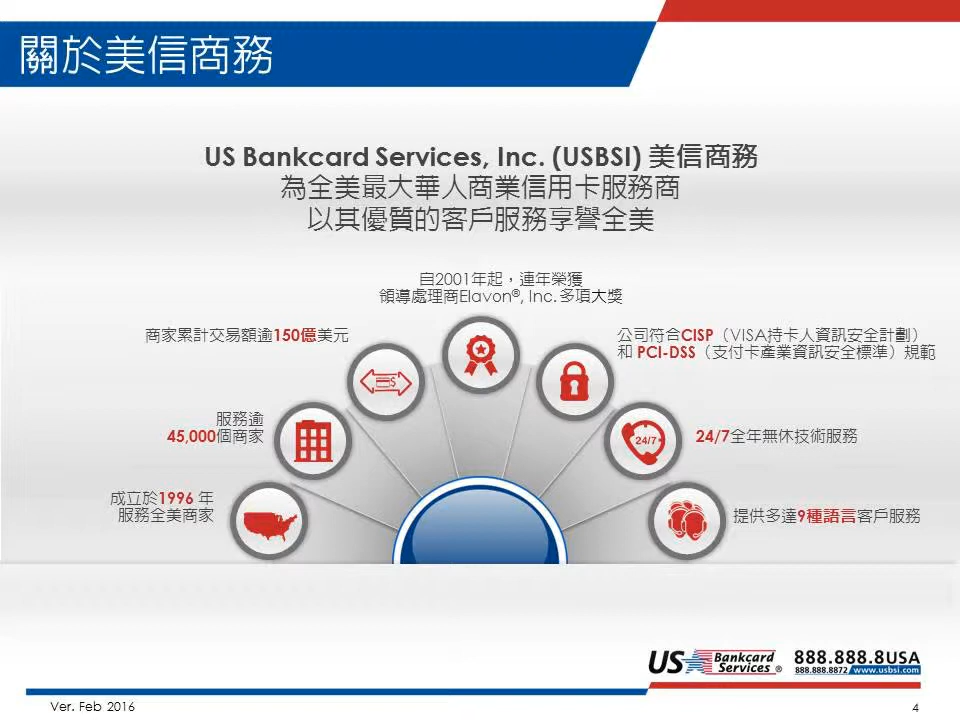 關於美信商務
US Bankcard Services, Inc. (USBSI) 美信商務
為全美最大華人商業信用卡服務商
以其優質的客戶服務享譽全美
自2001年起，連年榮獲
領導處理商Elavon®, Inc. 多項大獎
商家累計交易額逾150億美元
公司符合CISP（VISA持卡人資訊安全計劃）
和 PCI-DSS（支付卡產業資訊安全標準）規範
服務逾
45,000個商家
24/7
24/7全年無休技術服務
成立於1996 年
服務全美商家
提供多達9種語言客戶服務
US Bankcard Services ® 888.888.8USA
888.888.8872 www.usbsi.com
Ver. Feb 2016
4